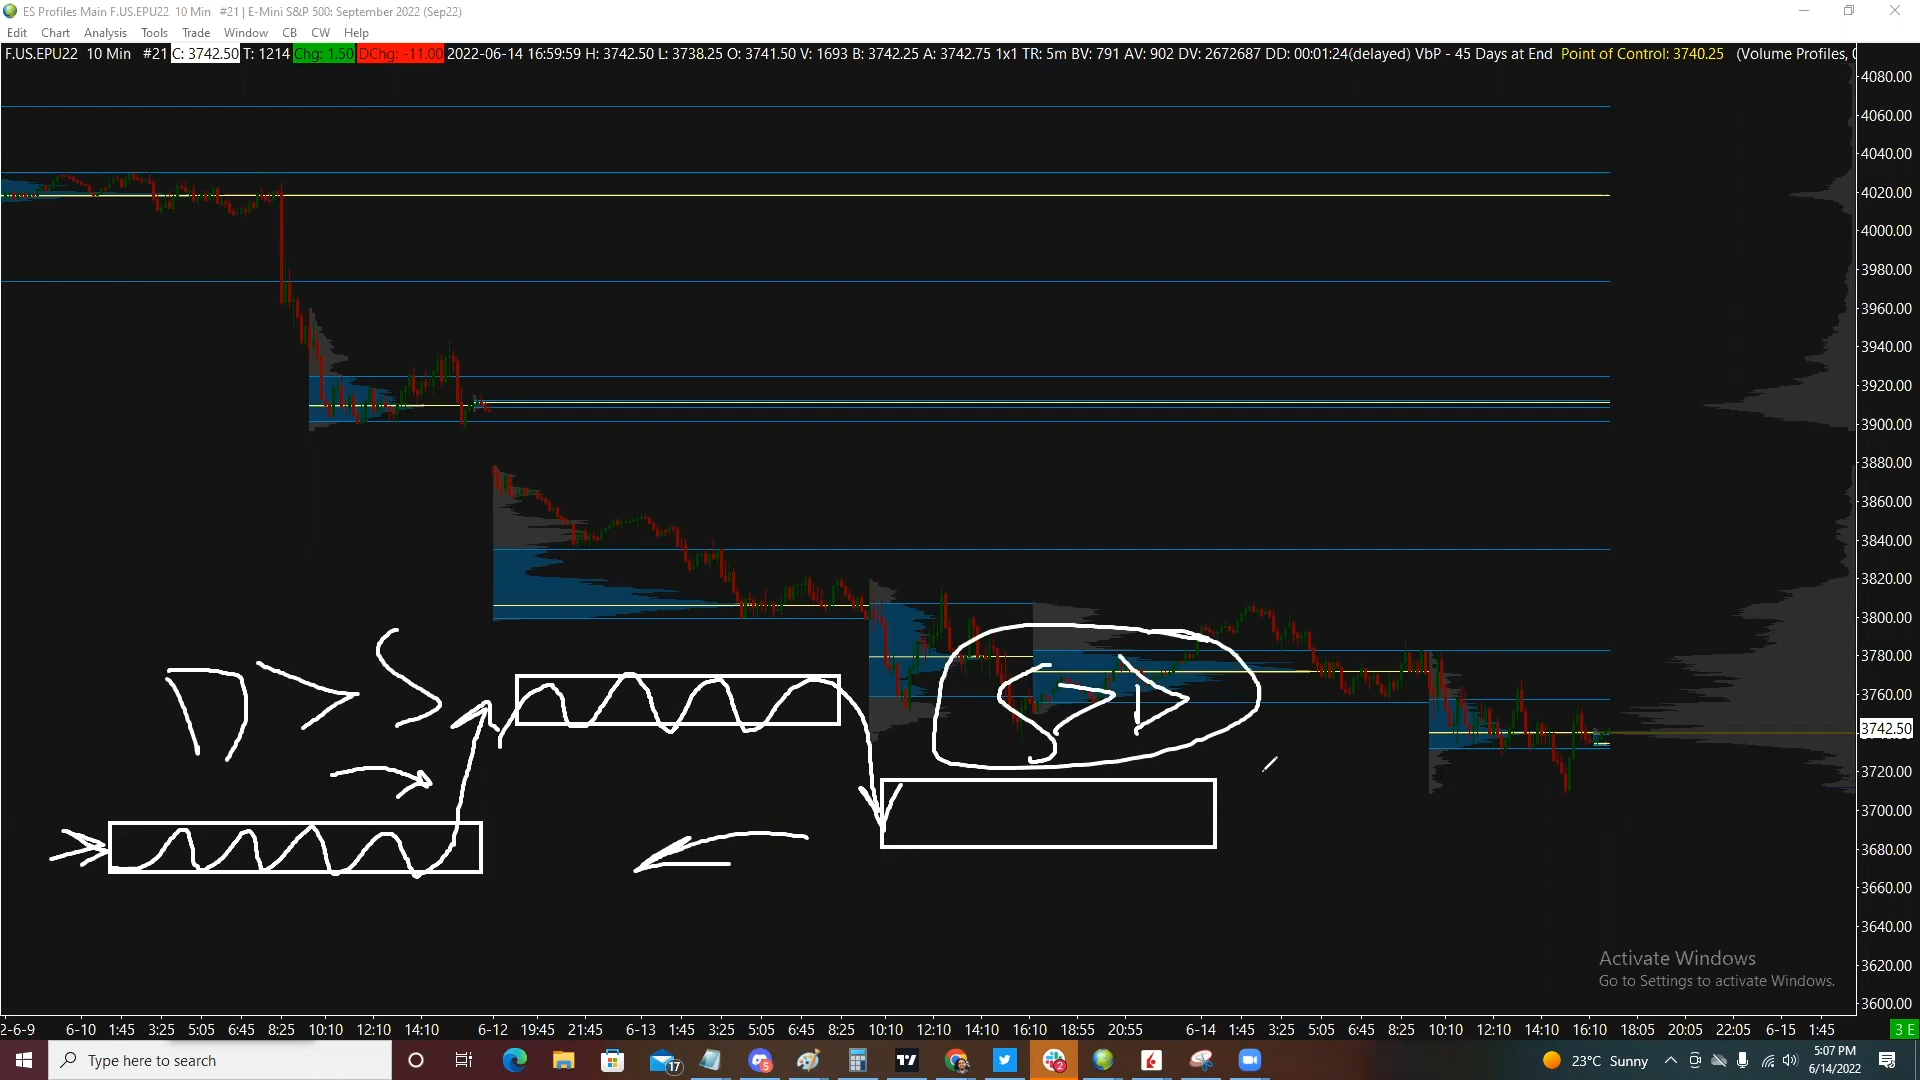 ES Profiles Main F.US.EPU22 10 Min #21 | E-Mini S&P 500: September 2022 (Sep22)
Edit Chart Analysis Tools Trade Window CB CW Help
F.US.EPU22 10 Min #21 C: 3742.50 T: 1214 Chg: 1.50 DChg: -11.00 2022-06-14 16:59:59 H: 3742.50 L: 3738.25 O: 3741.50 V: 1693 B: 3742.25 A: 3742.75 1x1 TR: 5m BV: 791 AV: 902 DV: 2672687 DD: 00:01:24(delayed) VbP - 45 Days at End Point of Control: 3740.25 (Volume Profiles,
4080.00
4060.00
4040.00
4020.00
4000.00
3980.00
3960.00
3940.00
3920.00
3900.00
3880.00
3860.00
3840.00
3820.00
3800.00
3780.00
3760.00
3742.50
3720.00
3700.00
3680.00
3660.00
3640.00
3620.00
3600.00
D > S
S > D
Activate Windows
Go to Settings to activate Windows.
2-6-9 6-10 1:45 3:25 5:05 6:45 8:25 10:10 12:10 14:10 6-12 19:45 21:45 6-13 1:45 3:25 5:05 6:45 8:25 10:10 12:10 14:10 16:10 18:55 20:55 6-14 1:45 3:25 5:05 6:45 8:25 10:10 12:10 14:10 16:10 18:05 20:05 22:05 6-15 1:45 3 E
Type here to search
17
5
2
23°C Sunny
5:07 PM
6/14/2022